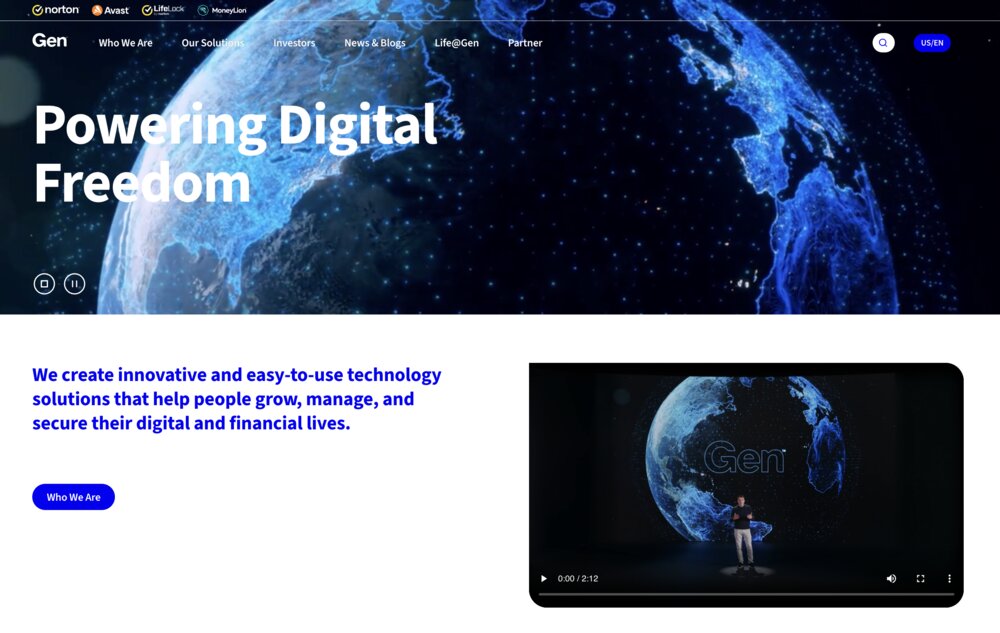 norton Avast LifeLock by norton MoneyLion
Gen Who We Are Our Solutions Investors News & Blogs Life@Gen Partner US/EN
Powering Digital
Freedom
We create innovative and easy-to-use technology
solutions that help people grow, manage, and
secure their digital and financial lives.
Who We Are
Gen
0:00 / 2:12